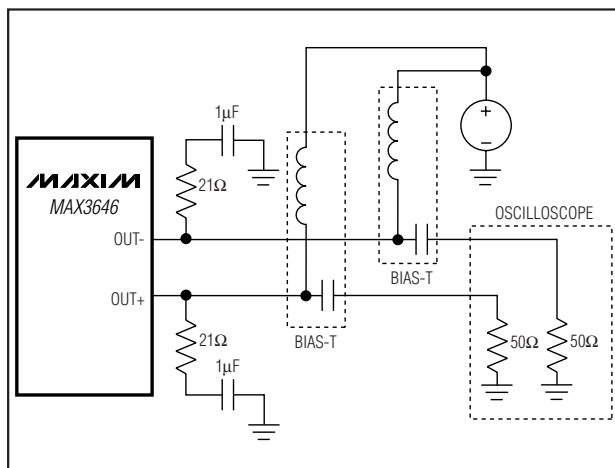 1μF
21Ω
MAXIM
MAX3646
OUT-
OUT+
21Ω
1μF
BIAS-T
BIAS-T
+
−
OSCILLOSCOPE
50Ω
50Ω